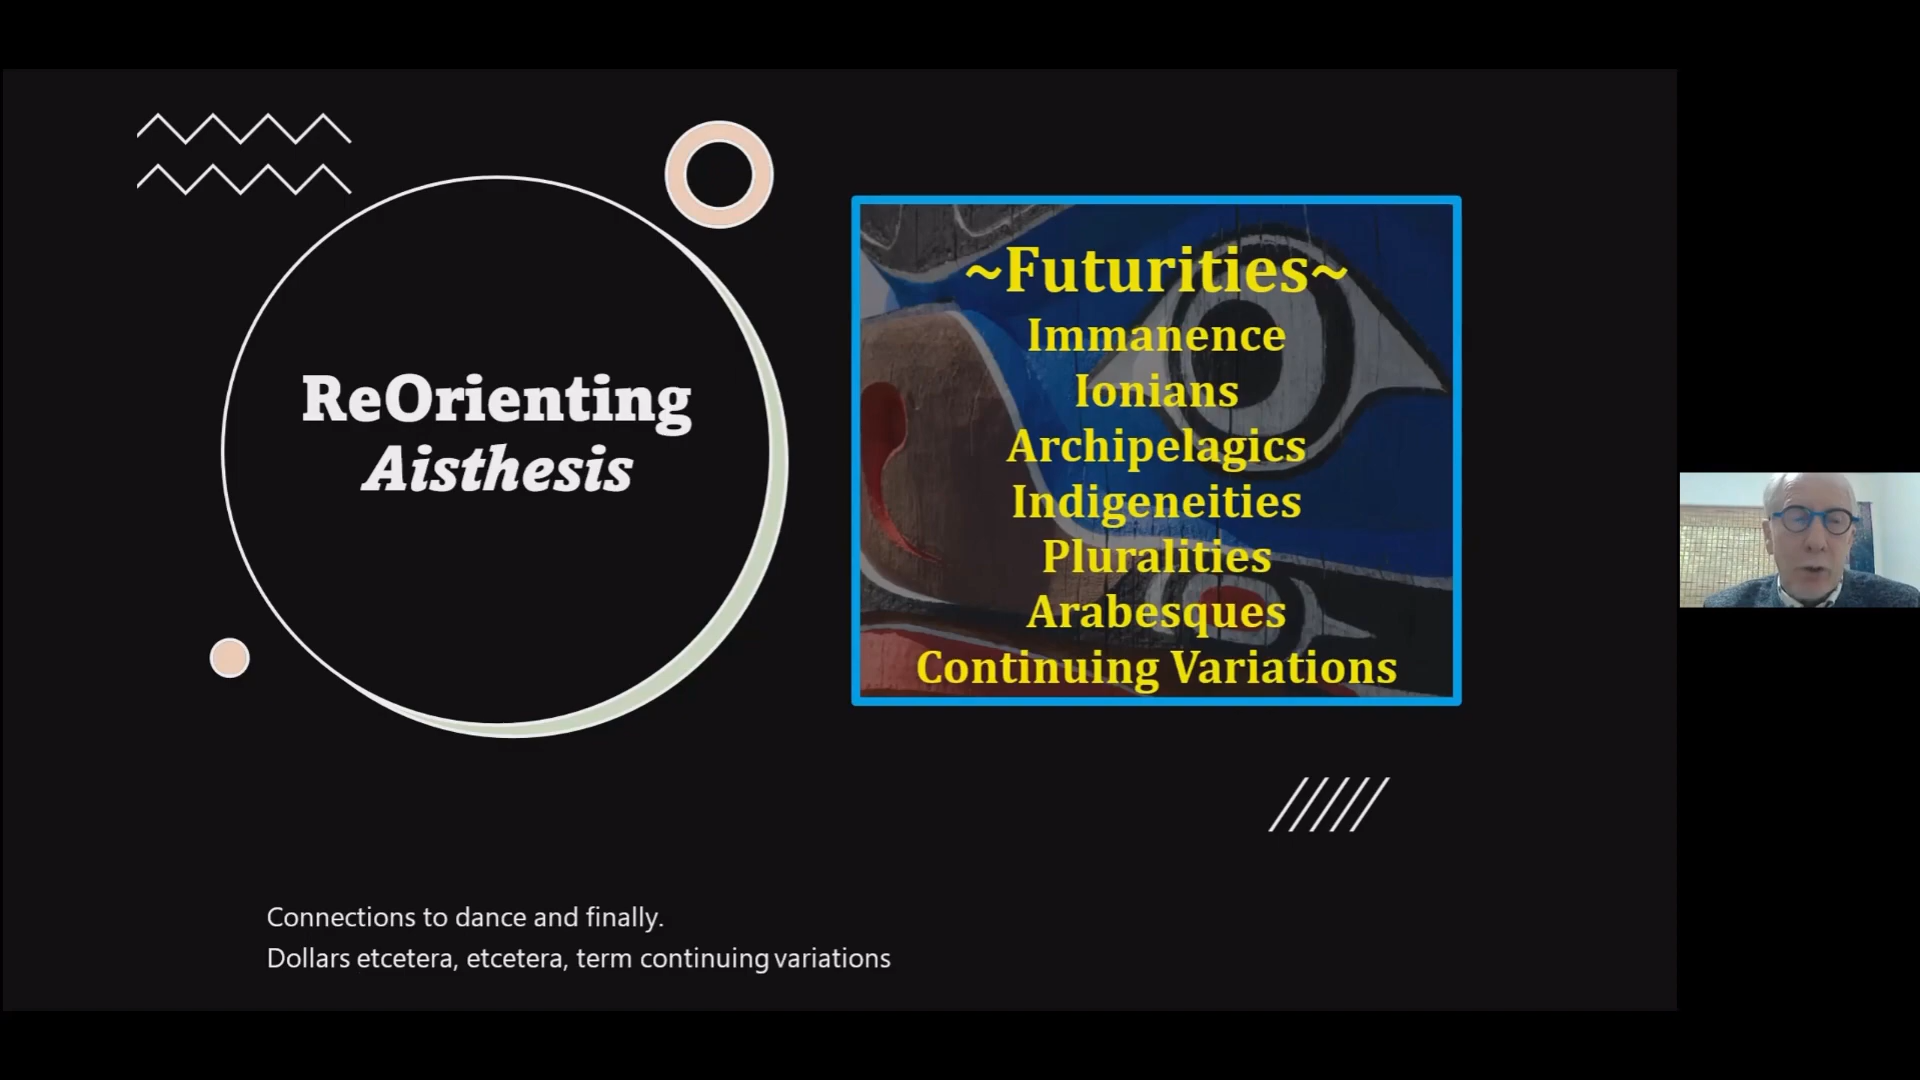 ReOrienting
Aisthesis
~Futurities~
Immanence
Ionians
Archipelagics
Indigeneities
Pluralities
Arabesques
Continuing Variations
Connections to dance and finally.
Dollars etcetera, etcetera, term continuing variations